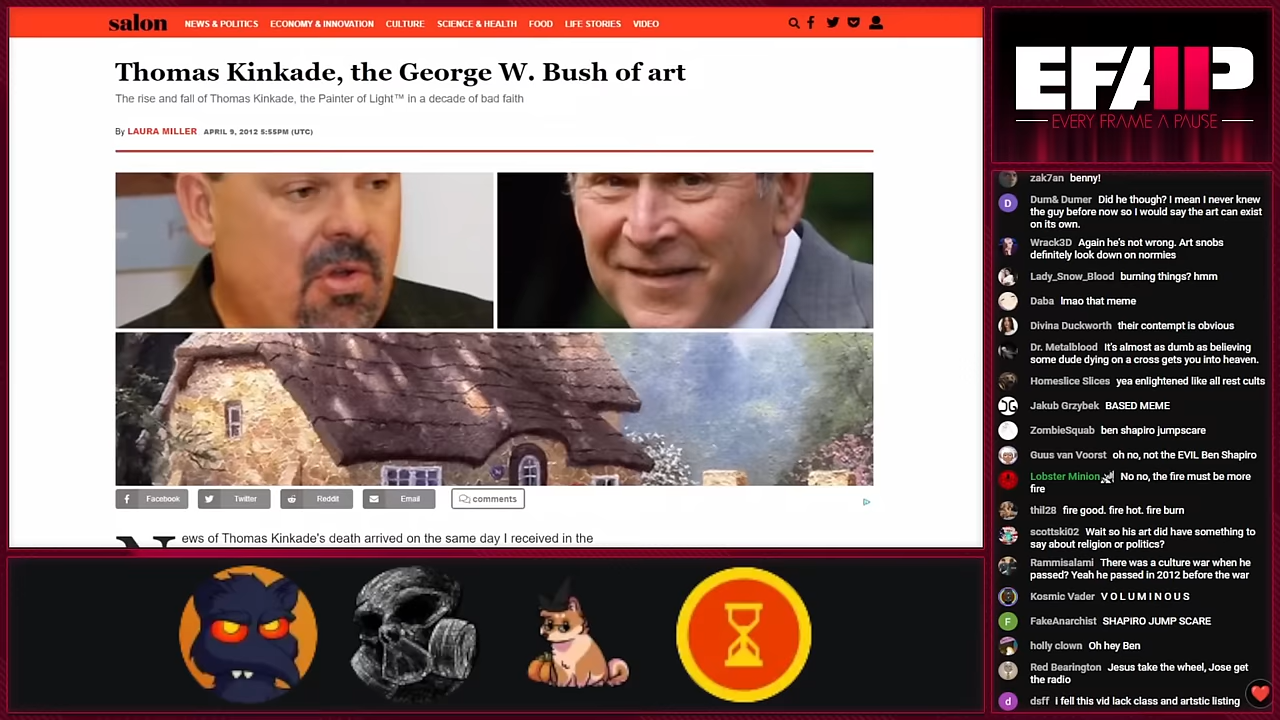 salon
NEWS & POLITICS ECONOMY & INNOVATION CULTURE SCIENCE & HEALTH FOOD LIFE STORIES VIDEO
Thomas Kinkade, the George W. Bush of art
The rise and fall of Thomas Kinkade, the Painter of Light™ in a decade of bad faith
By LAURA MILLER APRIL 9, 2012 5:55PM (UTC)
Facebook Twitter Reddit Email comments
News of Thomas Kinkade's death arrived on the same day I received in the
EFAP
EVERY FRAME A PAUSE
zak7an benny!
Dum& Dumer Did he though? I mean I never knew
the guy before now so I would say the art can exist
on its own.
Wrack3D Again he's not wrong. Art snobs
definitely look down on normies
Lady_Snow_Blood burning things? hmm
Daba lmao that meme
Divina Duckworth their contempt is obvious
Dr. Metalblood It's almost as dumb as believing
some dude dying on a cross gets you into heaven.
Homeslice Slices yea enlightened like all rest cults
Jakub Grzybek BASED MEME
ZombieSquab ben shapiro jumpscare
Guus van Voorst oh no, not the EVIL Ben Shapiro
Lobster Minion No no, the fire must be more
fire
thil28 fire good. fire hot. fire burn
scottski02 Wait so his art did have something to
say about religion or politics?
Rammisalami There was a culture war when he
passed? Yeah he passed in 2012 before the war
Kosmic Vader V O L U M I N O U S
F
FakeAnarchist SHAPIRO JUMP SCARE
holly clown Oh hey Ben
Red Bearington Jesus take the wheel, Jose get
the radio
d
dsff i fell this vid lack class and artstic listing